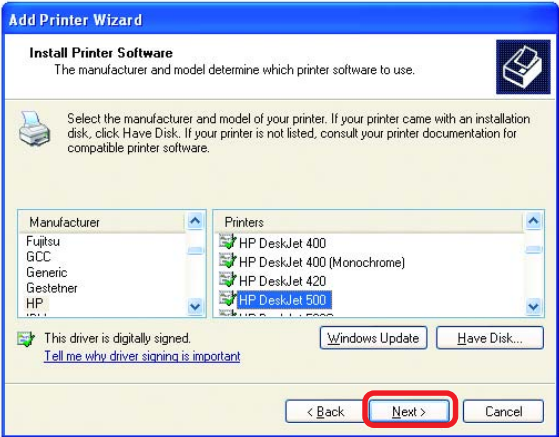 Add Printer Wizard
Install Printer Software
The manufacturer and model determine which printer software to use.
Select the manufacturer and model of your printer. If your printer came with an installation
disk, click Have Disk. If your printer is not listed, consult your printer documentation for
compatible printer software.
Manufacturer
Fujitsu
GCC
Generic
Gestetner
HP
Printers
HP DeskJet 400
HP DeskJet 400 (Monochrome)
HP DeskJet 420
HP DeskJet 500
This driver is digitally signed.
Tell me why driver signing is important
Windows Update
Have Disk...
< Back
Next >
Cancel